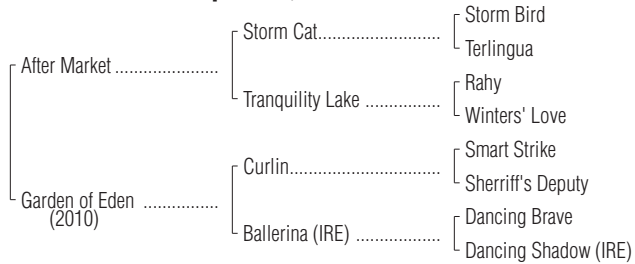 Storm Bird
Storm Cat....................
Terlingua
After Market ......................
Rahy
Tranquility Lake ................
Winters' Love
Smart Strike
Curlin..........................
Sherriff's Deputy
Garden of Eden ................
(2010)
Dancing Brave
Ballerina (IRE) ..................
Dancing Shadow (IRE)